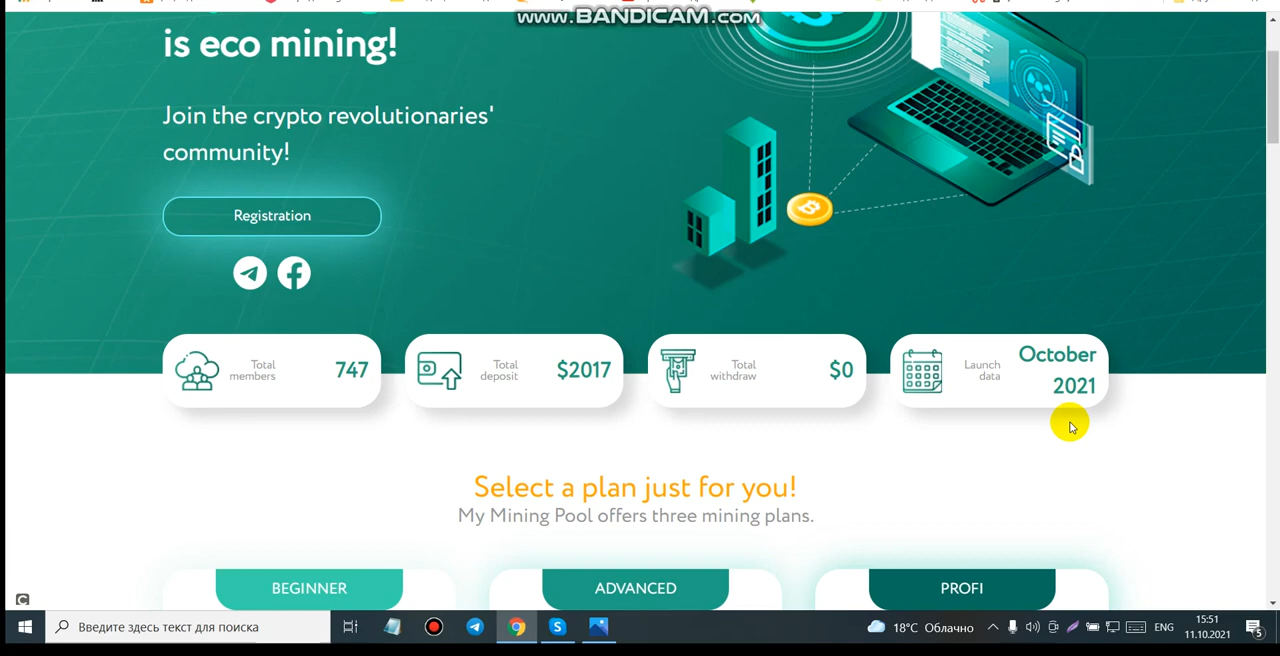 www.BANDICAM.com
is eco mining!
Join the crypto revolutionaries'
community!
Registration
Total
members
747
Total
deposit
$2017
Total
withdraw
$0
Launch
data
October
2021
Select a plan just for you!
My Mining Pool offers three mining plans.
BEGINNER
ADVANCED
PROFI
Введите здесь текст для поиска
18°C Облачно
ENG
15:51
11.10.2021
5